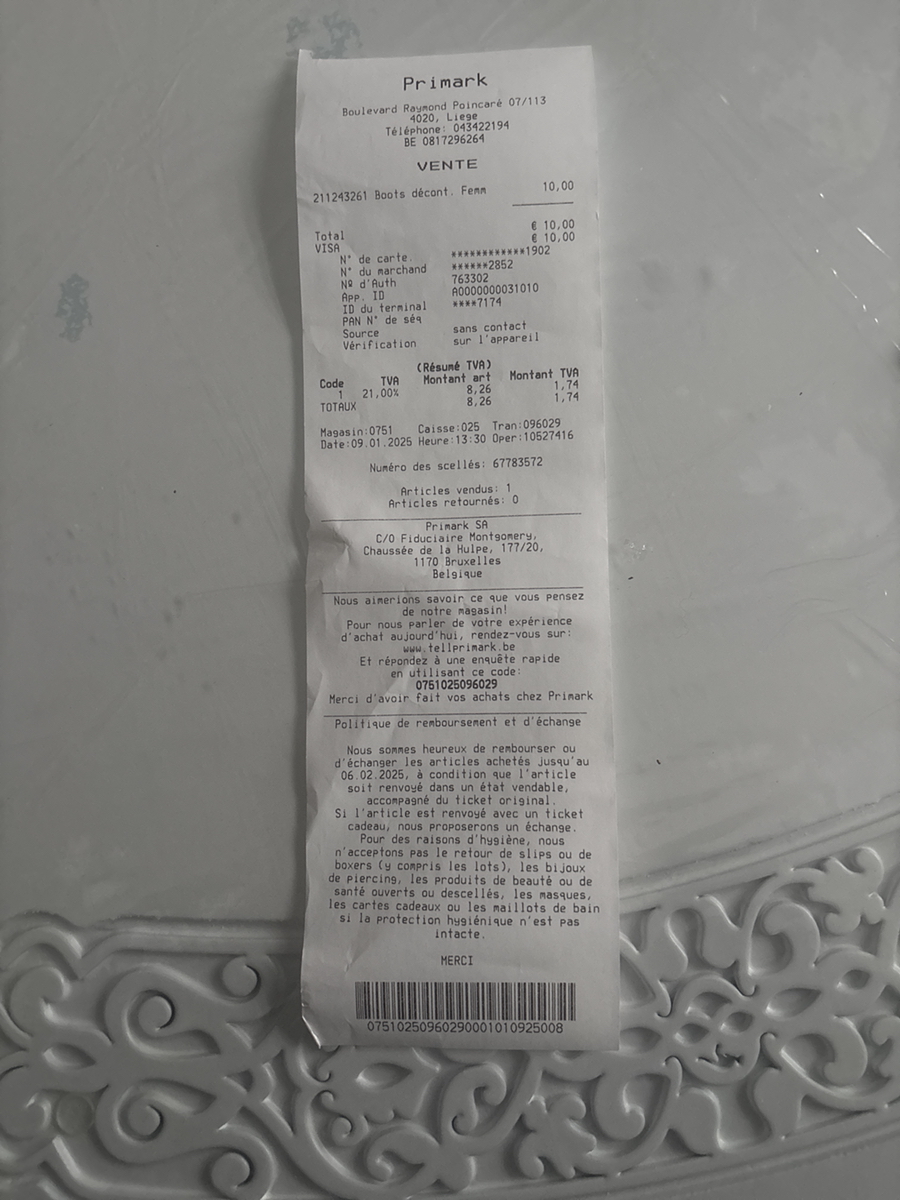 Primark
Boulevard Raymond Poincaré 07/113
4020, Liege
Téléphone: 043422194
BE 0817296264
VENTE
211243261 Boots décont. Femm 10,00
Total € 10,00
VISA € 10,00
N° de carte. ************1902
N° du marchand ******2852
Nº d'Auth 763302
App. ID A0000000031010
ID du terminal ****7174
PAN N° de séq
Source sans contact
Vérification sur l'appareil
(Résumé TVA)
Code TVA Montant art Montant TVA
1 21,00% 8,26 1,74
TOTAUX 8,26 1,74
Magasin:0751 Caisse:025 Tran:096029
Date:09.01.2025 Heure:13:30 Oper:10527416
Numéro des scellés: 67783572
Articles vendus: 1
Articles retournés: 0
Primark SA
C/O Fiduciaire Montgomery,
Chaussée de la Hulpe, 177/20,
1170 Bruxelles
Belgique
Nous aimerions savoir ce que vous pensez
de notre magasin!
Pour nous parler de votre expérience
d'achat aujourd'hui, rendez-vous sur:
www.tellprimark.be
Et répondez à une enquête rapide
en utilisant ce code:
0751025096029
Merci d'avoir fait vos achats chez Primark
Politique de remboursement et d'échange
Nous sommes heureux de rembourser ou
d'échanger les articles achetés jusqu'au
06.02.2025, à condition que l'article
soit renvoyé dans un état vendable,
accompagné du ticket original.
Si l'article est renvoyé avec un ticket
cadeau, nous proposerons un échange.
Pour des raisons d'hygiène, nous
n'acceptons pas le retour de slips ou de
boxers (y compris les lots), les bijoux
de piercing, les produits de beauté ou de
santé ouverts ou descellés, les masques,
les cartes cadeaux ou les maillots de bain
si la protection hygiénique n'est pas
intacte.
MERCI
07510250960290001010925008